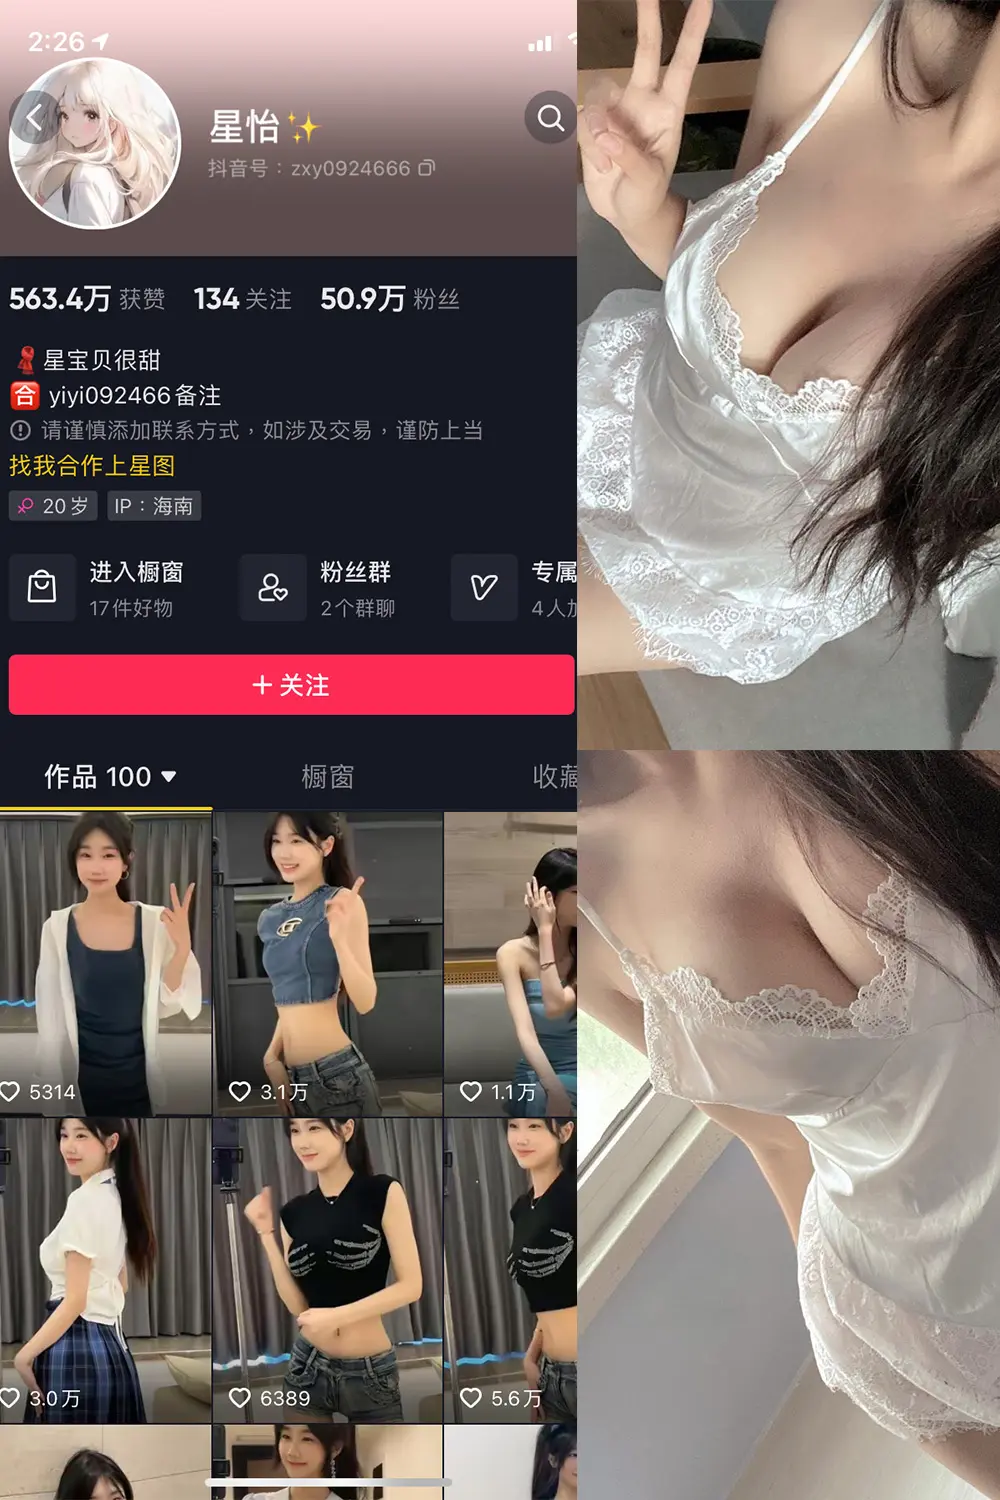 2:26
星怡✨
抖音号：zxy0924666
563.4万 获赞 134 关注 50.9万 粉丝
星宝贝很甜
合 yiyi092466备注
请谨慎添加联系方式，如涉及交易，谨防上当
找我合作上星图
20岁 IP：海南
进入橱窗 粉丝群 专属
17件好物 2个群聊 4人加
+ 关注
作品 100 橱窗 收藏
5314 3.1万 1.1万
3.0万 6389 5.6万